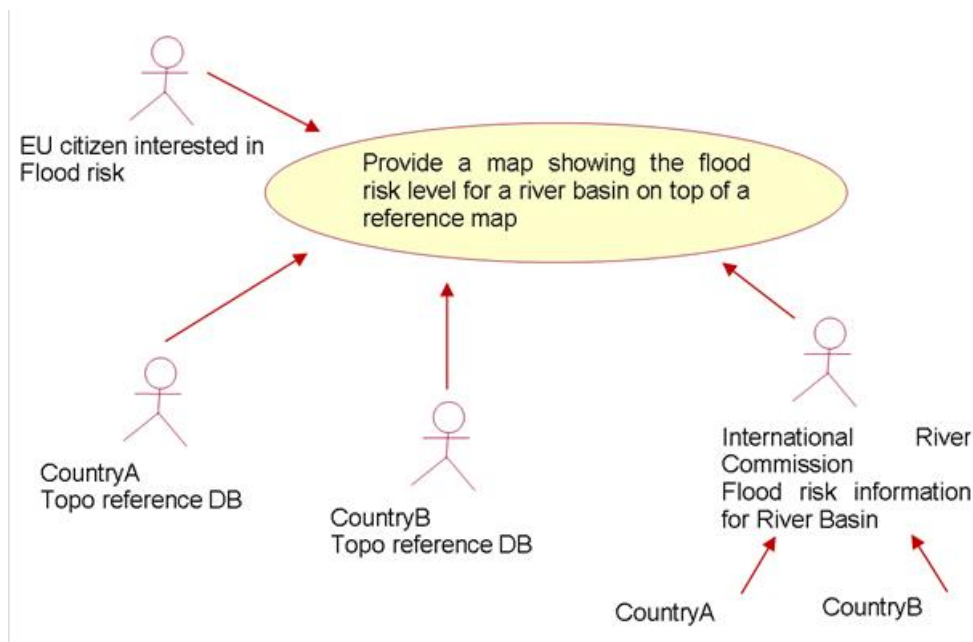 EU citizen interested in
Flood risk
Provide a map showing the flood
risk level for a river basin on top of a
reference map
CountryA
Topo reference DB
CountryB
Topo reference DB
International River
Commission
Flood risk information
for River Basin
CountryA
CountryB